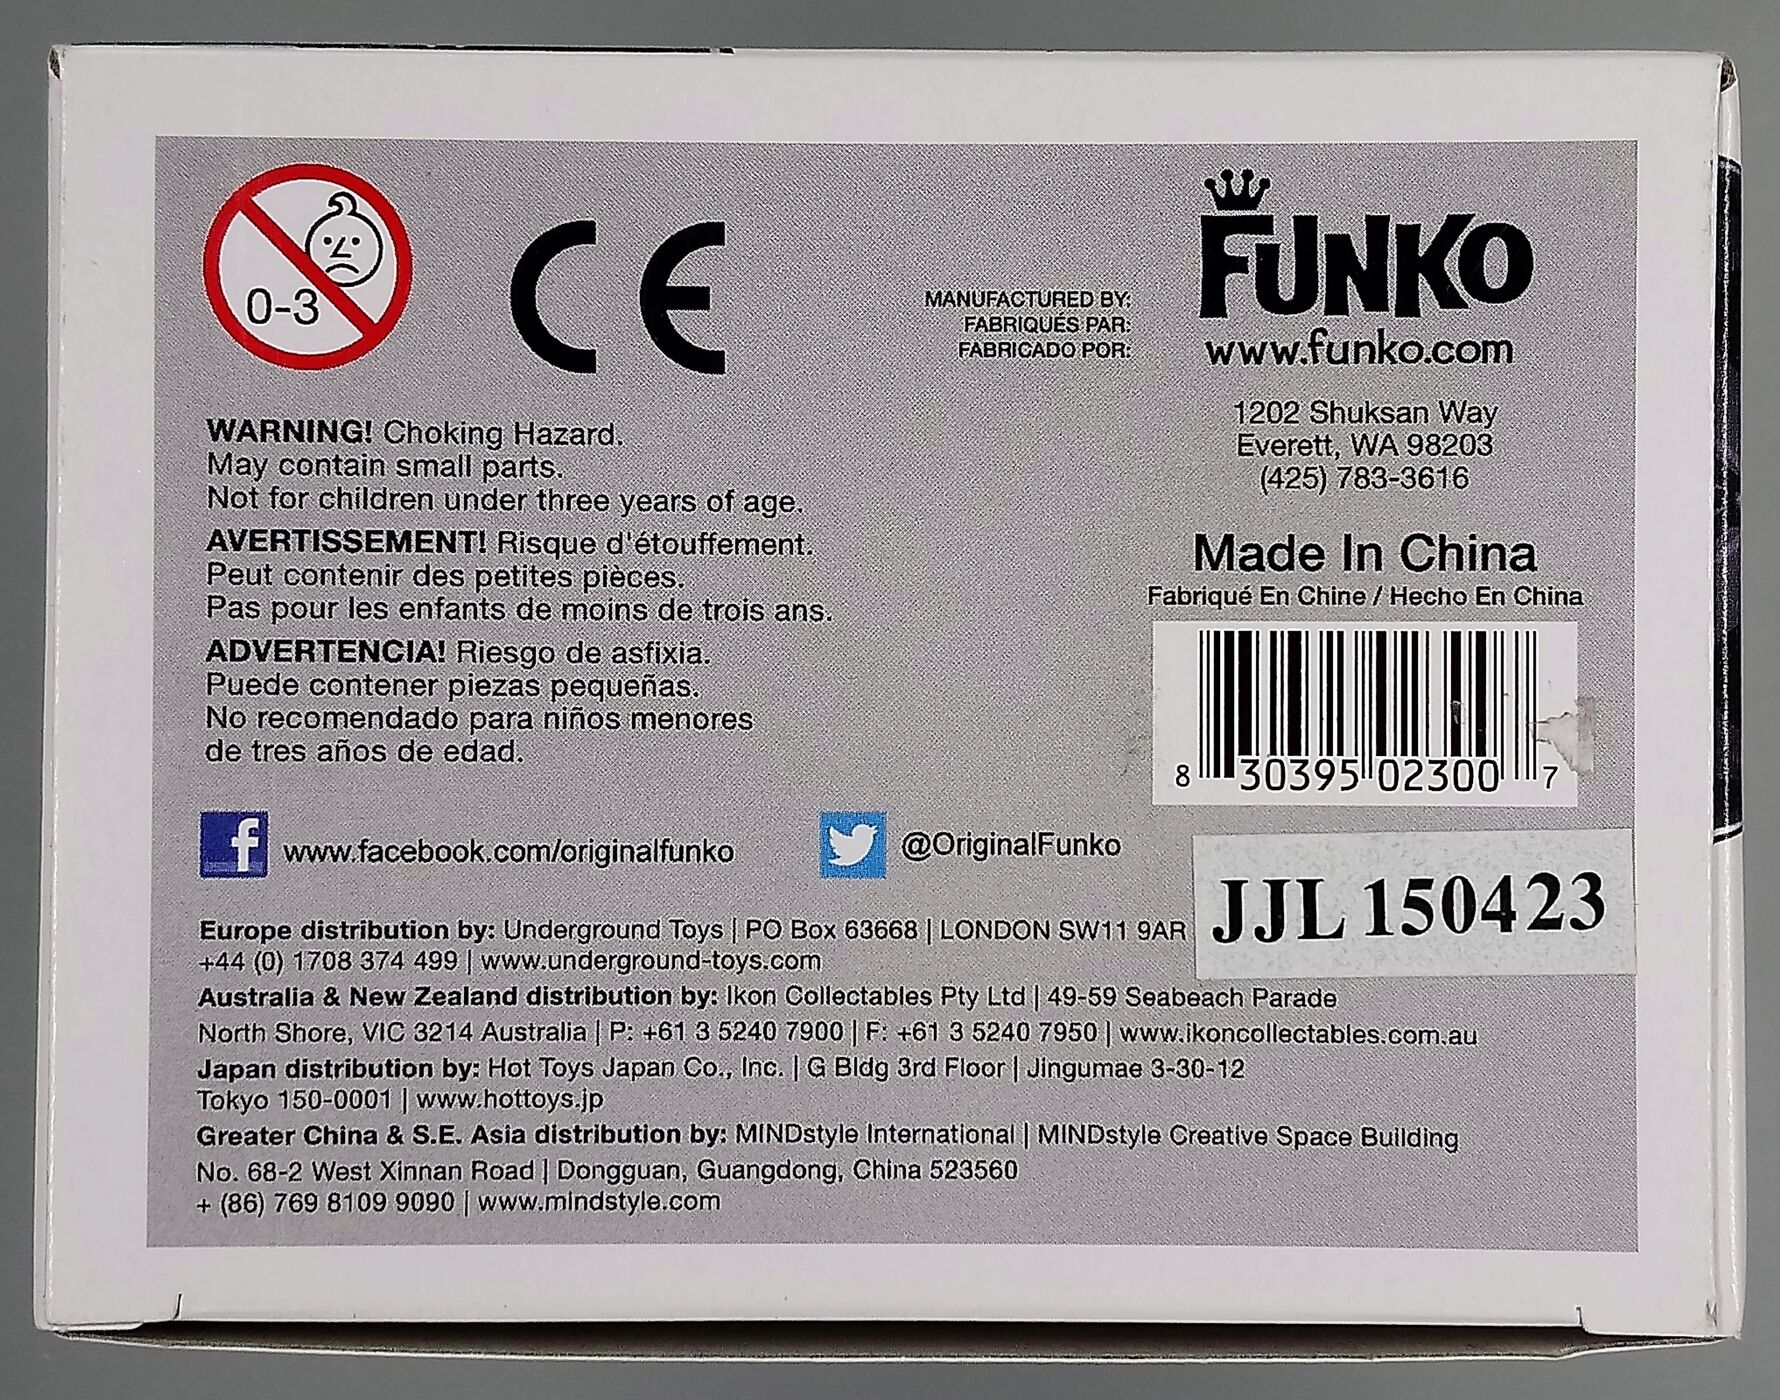 0-3
CE
MANUFACTURED BY:
FABRIQUÉS PAR:
FABRICADO POR:
FUNKO
www.funko.com
1202 Shuksan Way
Everett, WA 98203
(425) 783-3616
WARNING! Choking Hazard.
May contain small parts.
Not for children under three years of age.
AVERTISSEMENT! Risque d'étouffement.
Peut contenir des petites pièces.
Pas pour les enfants de moins de trois ans.
ADVERTENCIA! Riesgo de asfixia.
Puede contener piezas pequeñas.
No recomendado para niños menores
de tres años de edad.
Made In China
Fabriqué En Chine / Hecho En China
8 30395 02300 7
f www.facebook.com/originalfunko
@OriginalFunko
JJL 150423
Europe distribution by: Underground Toys | PO Box 63668 | LONDON SW11 9AR
+44 (0) 1708 374 499 | www.underground-toys.com
Australia & New Zealand distribution by: Ikon Collectables Pty Ltd | 49-59 Seabeach Parade
North Shore, VIC 3214 Australia | P: +61 3 5240 7900 | F: +61 3 5240 7950 | www.ikoncollectables.com.au
Japan distribution by: Hot Toys Japan Co., Inc. | G Bldg 3rd Floor | Jingumae 3-30-12
Tokyo 150-0001 | www.hottoys.jp
Greater China & S.E. Asia distribution by: MINDstyle International | MINDstyle Creative Space Building
No. 68-2 West Xinnan Road | Dongguan, Guangdong, China 523560
+ (86) 769 8109 9090 | www.mindstyle.com